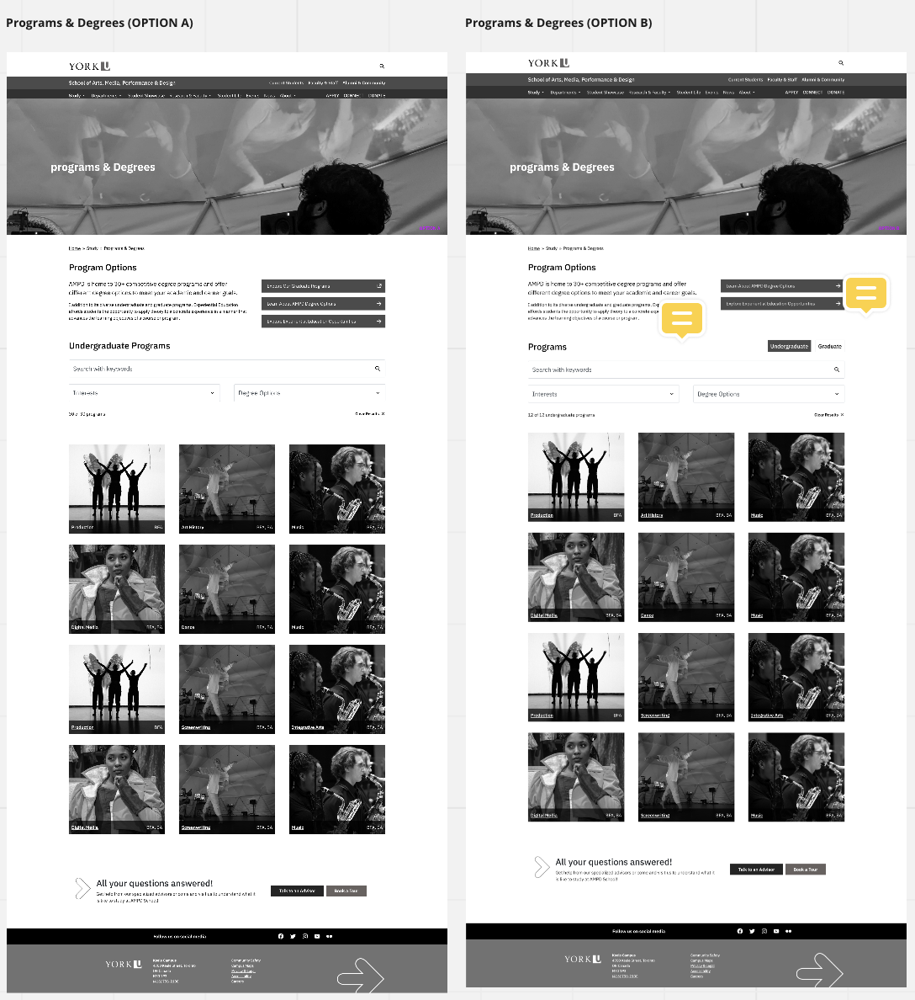 Programs & Degrees (OPTION A)
YORK U
School of Arts, Media, Performance & Design
Current Students Faculty & Staff Alumni & Community
Study Departments Student Showcase Research & Faculty Student Life Events News About
APPLY CONNECT DONATE
programs & Degrees
Home » Study » Programs & Degrees
Program Options
AMPD is home to 30+ competitive degree programs and offer
different degree options to meet your academic and career goals.
addition to its diverse undergraduate and graduate programs, Experiential Education
affords students the opportunity to apply theory to a concrete experience in a manner that
advances the learning objectives of a course or program.
Explore Our Graduate Programs
Learn About AMPD Degree Options
Explore Experiential Education Opportunities
Undergraduate Programs
Search with keywords
Interests
Degree Options
30 of 30 programs
Clear Results ×
Production BFA
Art History BFA, BA
Music BFA, BA
Digital Media BFA, BA
Dance BFA, BA
Music BFA, BA
Production BFA
Screenwriting BFA, BA
Integrative Arts BFA, BA
Digital Media BFA, BA
Screenwriting BFA, BA
Music BFA, BA
All your questions answered!
Get help from our specialized advisors or come and visit us to understand what it
is like to study at AMPD School!
Talk to an Advisor
Book a Tour
Follow us on social media
YORK U
Keele Campus
4700 Keele Street, Toronto
ON Canada
M3J 1P3
(416) 736-2100
Community Safety
Campus Maps
Privacy & Legal
Accessibility
Careers
Programs & Degrees (OPTION B)
YORK U
School of Arts, Media, Performance & Design
Current Students Faculty & Staff Alumni & Community
Study Departments Student Showcase Research & Faculty Student Life Events News About
APPLY CONNECT DONATE
programs & Degrees
Home » Study » Programs & Degrees
Program Options
AMPD is home to 30+ competitive degree programs and offer
different degree options to meet your academic and career goals.
addition to its diverse undergraduate and graduate programs,
affords students the opportunity to apply theory to a concrete
advances the learning objectives of a course or program.
Learn About AMPD Degree Options
Explore Experiential Education Opportunities
Programs
Undergraduate Graduate
Search with keywords
Interests
Degree Options
12 of 12 undergraduate programs
Clear Results ×
Production BFA
Art History BFA, BA
Music BFA, BA
Digital Media BFA, BA
Dance BFA, BA
Music BFA, BA
Production BFA
Screenwriting BFA, BA
Integrative Arts BFA, BA
Digital Media BFA, BA
Screenwriting BFA, BA
Music BFA, BA
All your questions answered!
Get help from our specialized advisors or come and visit us to understand what it
is like to study at AMPD School!
Talk to an Advisor
Book a Tour
Follow us on social media
YORK U
Keele Campus
4700 Keele Street, Toronto
ON Canada
M3J 1P3
(416) 736-2100
Community Safety
Campus Maps
Privacy & Legal
Accessibility
Careers